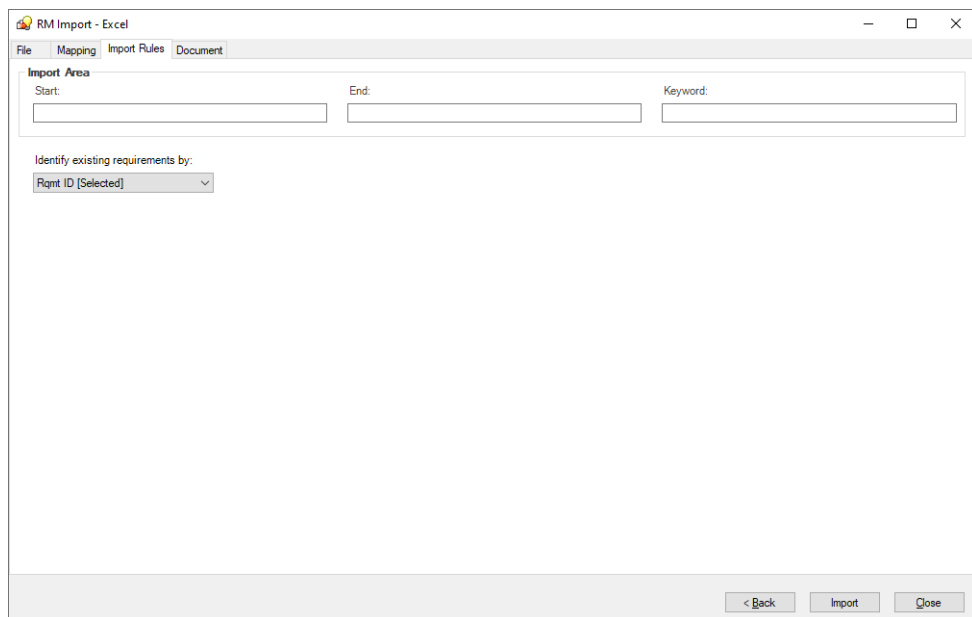 RM Import - Excel
File Mapping Import Rules Document
Import Area
Start: End: Keyword:
Identify existing requirements by:
Rqmt ID [Selected]
< Back Import Close